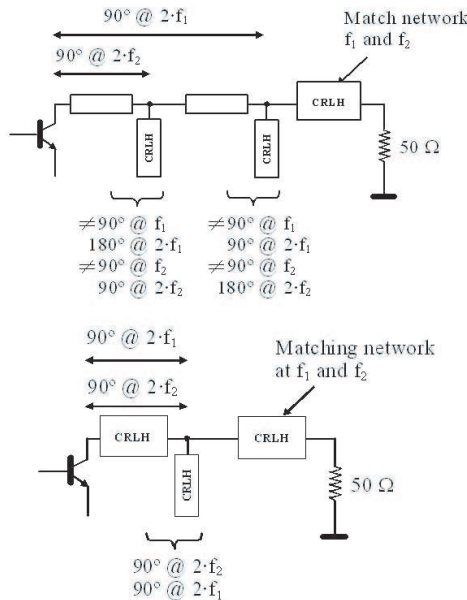 90° @ 2·f₁
90° @ 2·f₂
Match network
f₁ and f₂
CRLH
CRLH
CRLH
50 Ω
≠90° @ f₁
180° @ 2·f₁
≠90° @ f₂
90° @ 2·f₂
≠90° @ f₁
90° @ 2·f₁
≠90° @ f₂
180° @ 2·f₂
90° @ 2·f₁
90° @ 2·f₂
Matching network
at f₁ and f₂
CRLH
CRLH
CRLH
50 Ω
90° @ 2·f₂
90° @ 2·f₁